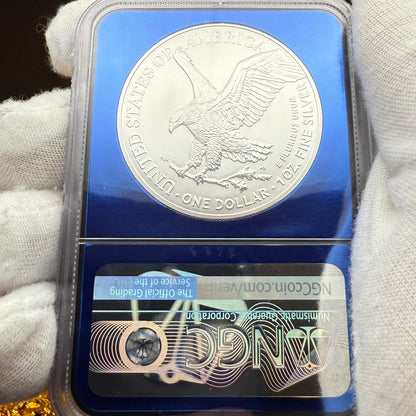 UNITED STATES OF AMERICA
E PLURIBUS UNUM
· ONE DOLLAR · 1 OZ. FINE SILVER
The Official Grading
Service of the
NGCcoin.com/verify
Numismatic Guaranty
Corporation
NGC